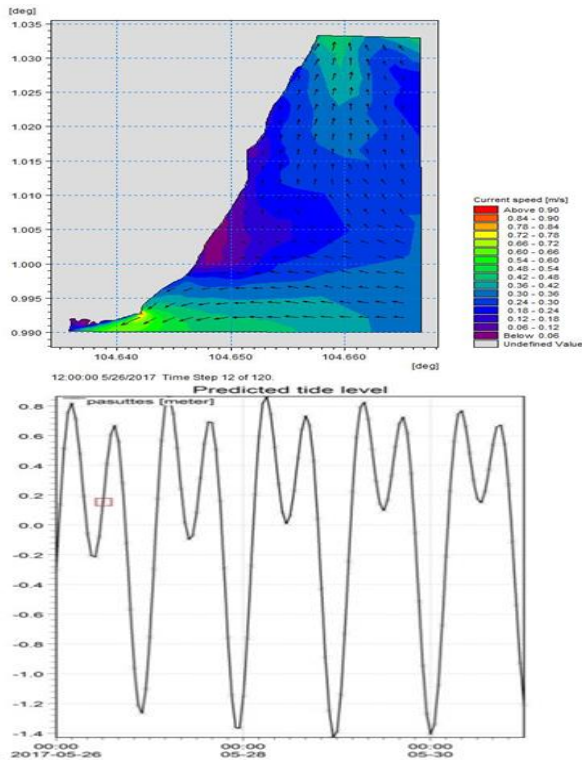 [deg]
1.035
1.030
1.025
1.020
1.015
1.010
1.005
1.000
0.995
0.990
104.640 104.650 104.660
[deg]
Current speed [m/s]
Above 0.90
0.84 - 0.90
0.78 - 0.84
0.72 - 0.78
0.66 - 0.72
0.60 - 0.66
0.54 - 0.60
0.48 - 0.54
0.42 - 0.48
0.36 - 0.42
0.30 - 0.36
0.24 - 0.30
0.18 - 0.24
0.12 - 0.18
0.06 - 0.12
Below 0.06
Undefined Value
12:00:00 5/26/2017 Time Step 12 of 120.
Predicted tide level
pasuttes [meter]
0.8
0.6
0.4
0.2
0.0
-0.2
-0.4
-0.6
-0.8
-1.0
-1.2
-1.4
00:00 00:00 00:00
2017-05-26 05-28 05-30